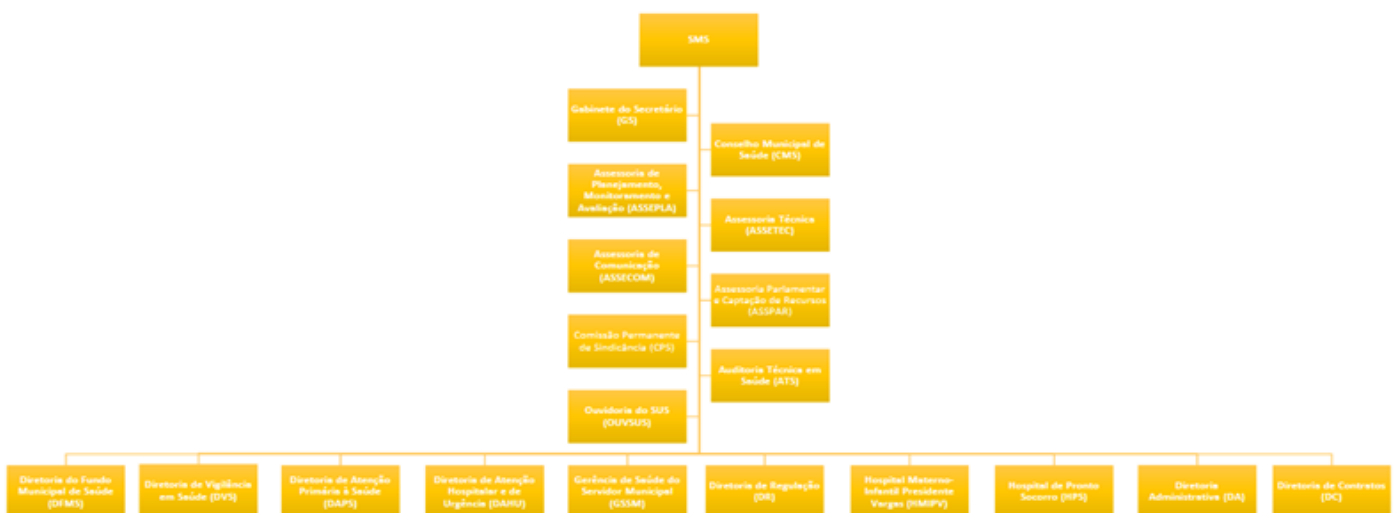 SMS
Gabinete do Secretário
(GS)
Conselho Municipal de
Saúde (CMS)
Assessoria de
Planejamento,
Monitoramento e
Avaliação (ASSEPLA)
Assessoria Técnica
(ASSETEC)
Assessoria de
Comunicação
(ASSECOM)
Assessoria Parlamentar
e Captação de Recursos
(ASSPAR)
Comissão Permanente
de Sindicância (CPS)
Auditoria Técnica em
Saúde (ATS)
Ouvidoria do SUS
(OUVSUS)
Diretoria do Fundo
Municipal de Saúde
(DFMS)
Diretoria de Vigilância
em Saúde (DVS)
Diretoria de Atenção
Primária à Saúde
(DAPS)
Diretoria de Atenção
Hospitalar e de
Urgência (DAHU)
Gerência de Saúde do
Servidor Municipal
(GSSM)
Diretoria de Regulação
(DR)
Hospital Materno-
Infantil Presidente
Vargas (HMIPV)
Hospital de Pronto
Socorro (HPS)
Diretoria
Administrativa (DA)
Diretoria de Contratos
(DC)